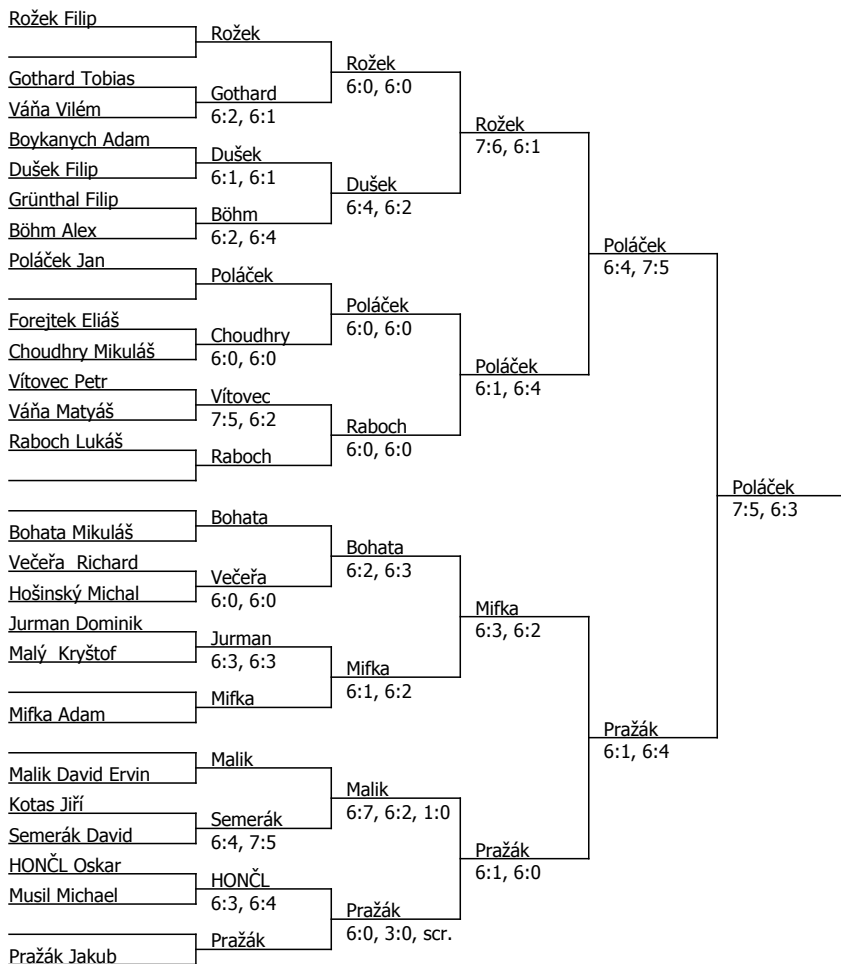 Rožek Filip
Rožek
Rožek
6:0, 6:0
Gothard Tobias
Gothard
6:2, 6:1
Váňa Vilém
Rožek
7:6, 6:1
Boykanych Adam
Dušek
6:1, 6:1
Dušek Filip
Dušek
6:4, 6:2
Grünthal Filip
Böhm
6:2, 6:4
Böhm Alex
Poláček
6:4, 7:5
Poláček Jan
Poláček
Poláček
6:0, 6:0
Forejtek Eliáš
Choudhry
6:0, 6:0
Choudhry Mikuláš
Poláček
6:1, 6:4
Vítovec Petr
Vítovec
7:5, 6:2
Váňa Matyáš
Raboch
6:0, 6:0
Raboch Lukáš
Raboch
Poláček
7:5, 6:3
Bohata
Bohata Mikuláš
Bohata
6:2, 6:3
Večeřa  Richard
Večeřa
6:0, 6:0
Hošinský Michal
Mifka
6:3, 6:2
Jurman Dominik
Jurman
6:3, 6:3
Malý  Kryštof
Mifka
6:1, 6:2
Mifka
Mifka Adam
Pražák
6:1, 6:4
Malik
Malik David Ervin
Malik
6:7, 6:2, 1:0
Kotas Jiří
Semerák
6:4, 7:5
Semerák David
Pražák
6:1, 6:0
HONČL Oskar
HONČL
6:3, 6:4
Musil Michael
Pražák
6:0, 3:0, scr.
Pražák
Pražák Jakub